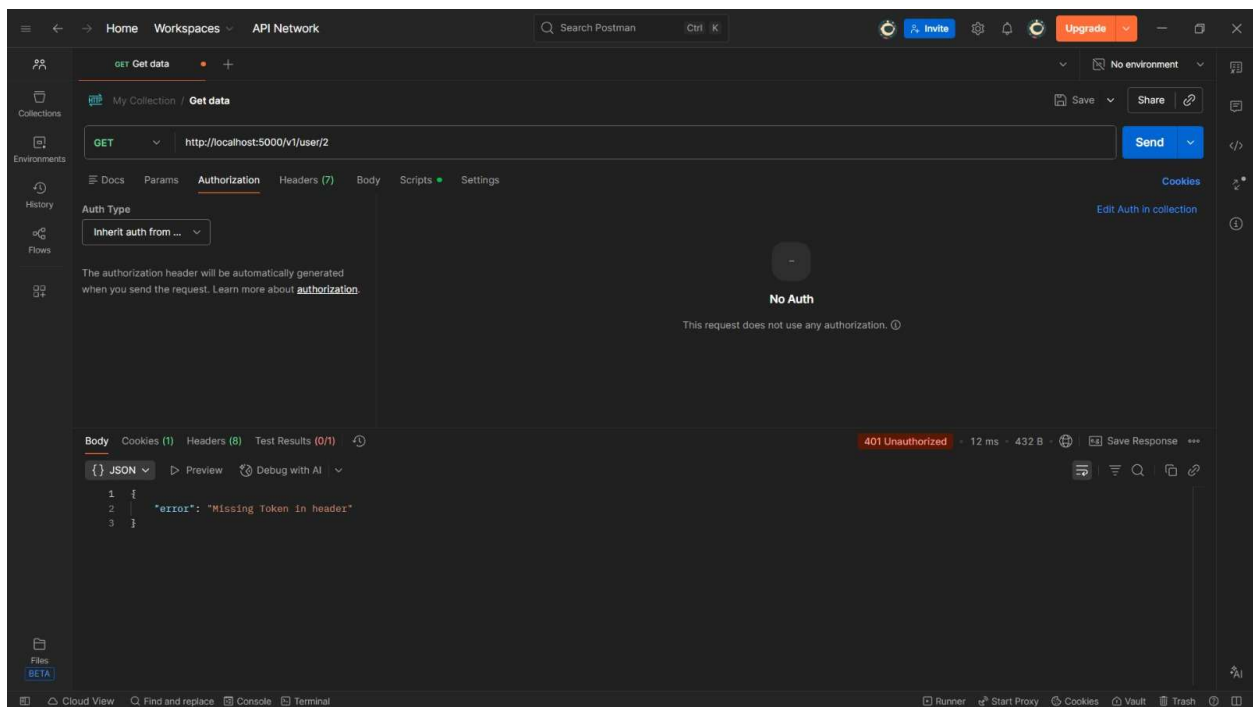 Home Workspaces API Network Search Postman Ctrl K Invite Upgrade
GET Get data No environment
Collections
Environments
History
Flows
Files
BETA
HTTP My Collection / Get data Save Share
GET http://localhost:5000/v1/user/2 Send
Docs Params Authorization Headers (7) Body Scripts Settings Cookies
Auth Type
Edit Auth in collection
Inherit auth from ...
The authorization header will be automatically generated
when you send the request. Learn more about authorization.
No Auth
This request does not use any authorization.
Body Cookies (1) Headers (8) Test Results (0/1) 401 Unauthorized 12 ms 432 B Save Response
{} JSON Preview Debug with AI
1 {
2 "error": "Missing Token in header"
3 }
AI
Cloud View Find and replace Console Terminal Runner Start Proxy Cookies Vault Trash